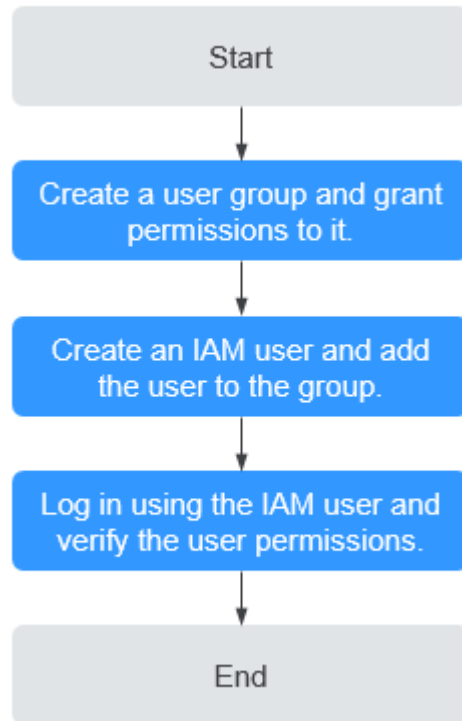 Start
Create a user group and grant
permissions to it.
Create an IAM user and add
the user to the group.
Log in using the IAM user and
verify the user permissions.
End